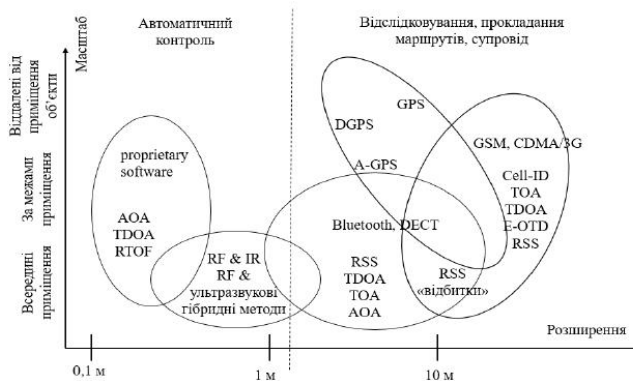 Автоматичний
контроль
Відслідковування, прокладання
маршрутів, супровід
Масштаб
Віддалені від
приміщення
об'єкти
За межами
приміщення
Всередині
приміщення
proprietary
software
AOA
TDOA
RTOF
RF & IR
RF &
ультразвукові
гібридні методи
GPS
DGPS
A-GPS
Bluetooth, DECT
RSS
TDOA
TOA
AOA
GSM, CDMA/3G
Cell-ID
TOA
TDOA
E-OTD
RSS
RSS
«відбитки»
Розширення
0,1 м
1 м
10 м